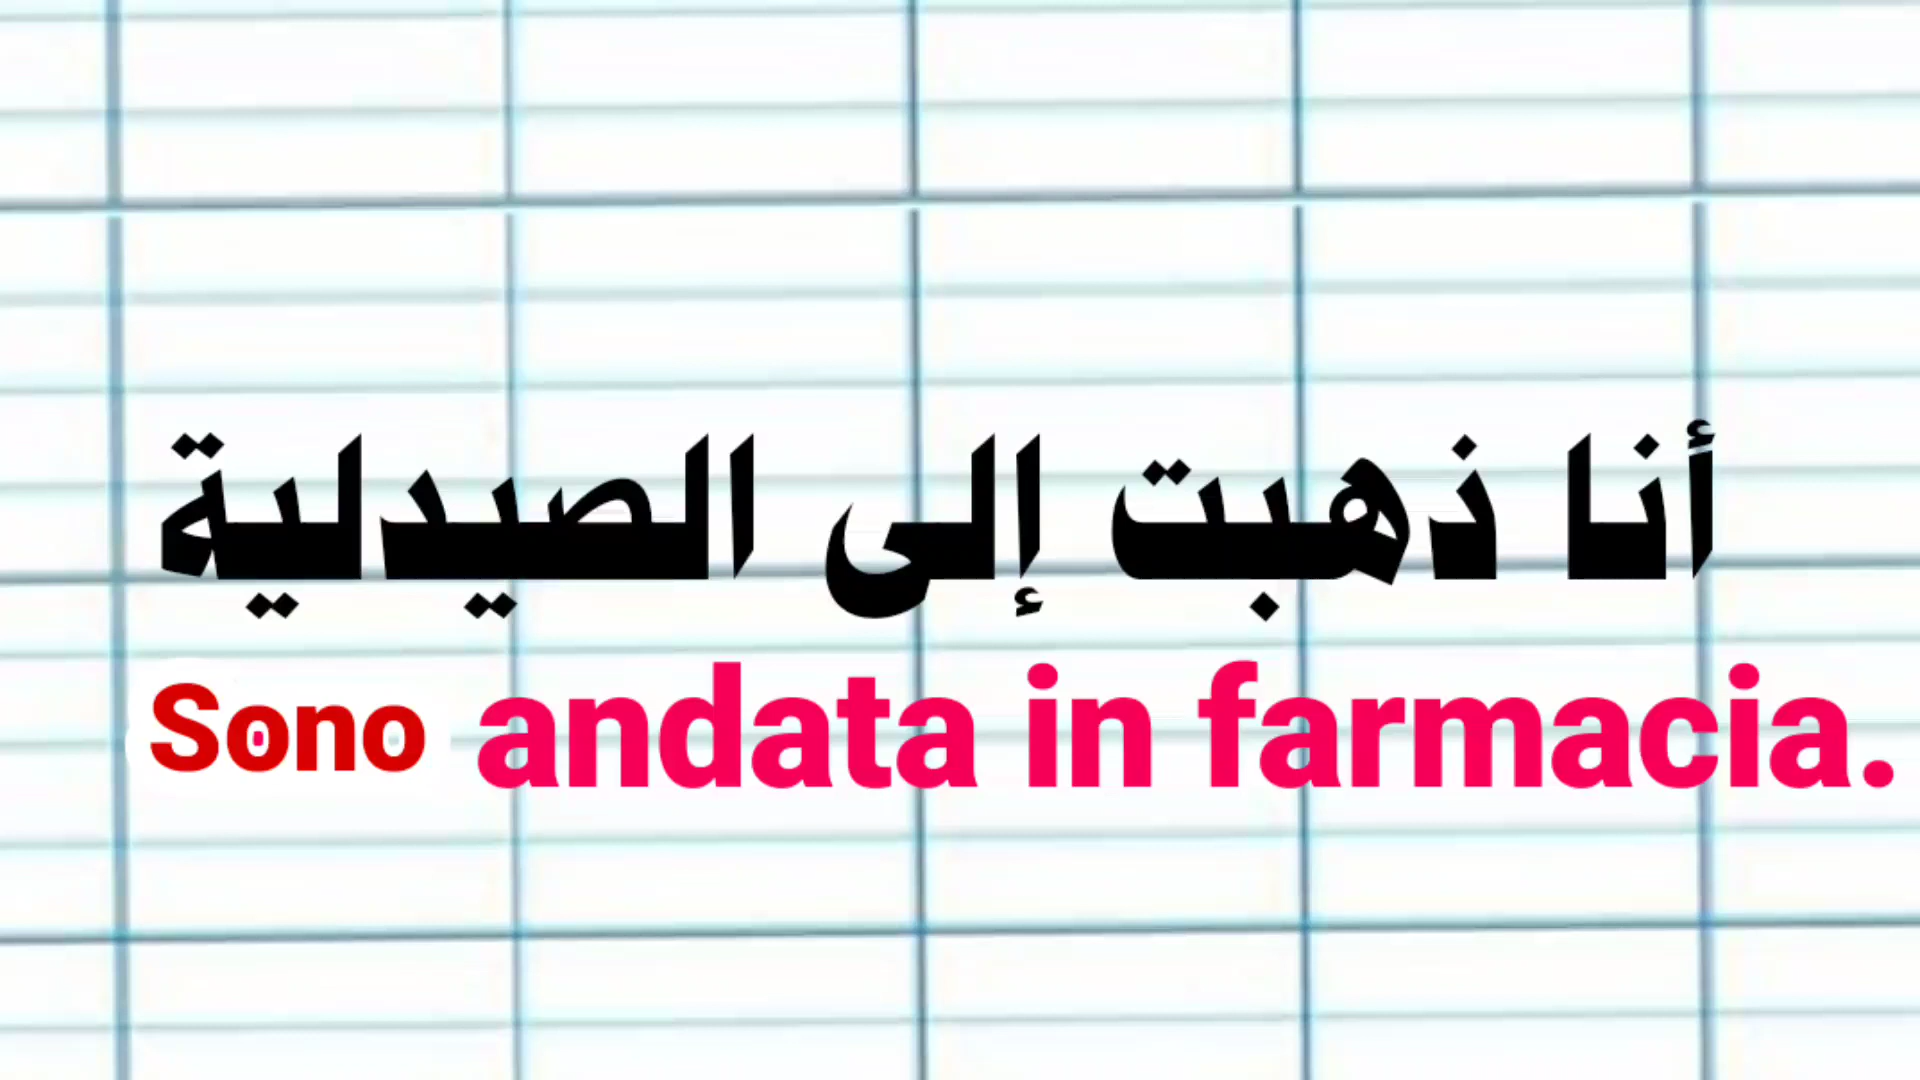 أنا ذهبت إلى الصيدلية
Sono andata in farmacia.